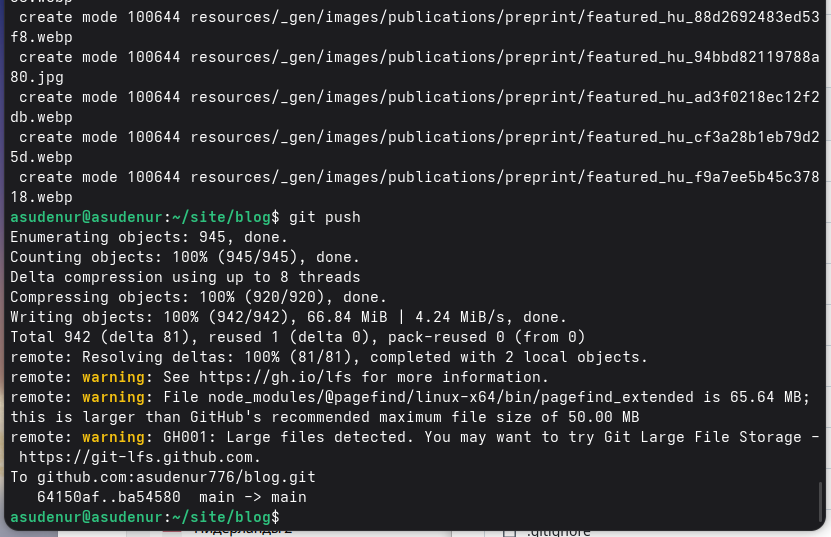 create mode 100644 resources/_gen/images/publications/preprint/featured_hu_88d2692483ed53
f8.webp
create mode 100644 resources/_gen/images/publications/preprint/featured_hu_94bbd82119788a
80.jpg
create mode 100644 resources/_gen/images/publications/preprint/featured_hu_ad3f0218ec12f2
db.webp
create mode 100644 resources/_gen/images/publications/preprint/featured_hu_cf3a28b1eb79d2
5d.webp
create mode 100644 resources/_gen/images/publications/preprint/featured_hu_f9a7ee5b45c378
18.webp
asudenur@asudenur:~/site/blog$ git push
Enumerating objects: 945, done.
Counting objects: 100% (945/945), done.
Delta compression using up to 8 threads
Compressing objects: 100% (920/920), done.
Writing objects: 100% (942/942), 66.84 MiB | 4.24 MiB/s, done.
Total 942 (delta 81), reused 1 (delta 0), pack-reused 0 (from 0)
remote: Resolving deltas: 100% (81/81), completed with 2 local objects.
remote: warning: See https://gh.io/lfs for more information.
remote: warning: File node_modules/@pagefind/linux-x64/bin/pagefind_extended is 65.64 MB;
this is larger than GitHub's recommended maximum file size of 50.00 MB
remote: warning: GH001: Large files detected. You may want to try Git Large File Storage -
https://git-lfs.github.com.
To github.com:asudenur776/blog.git
64150af..ba54580  main -> main
asudenur@asudenur:~/site/blog$
.gitignore